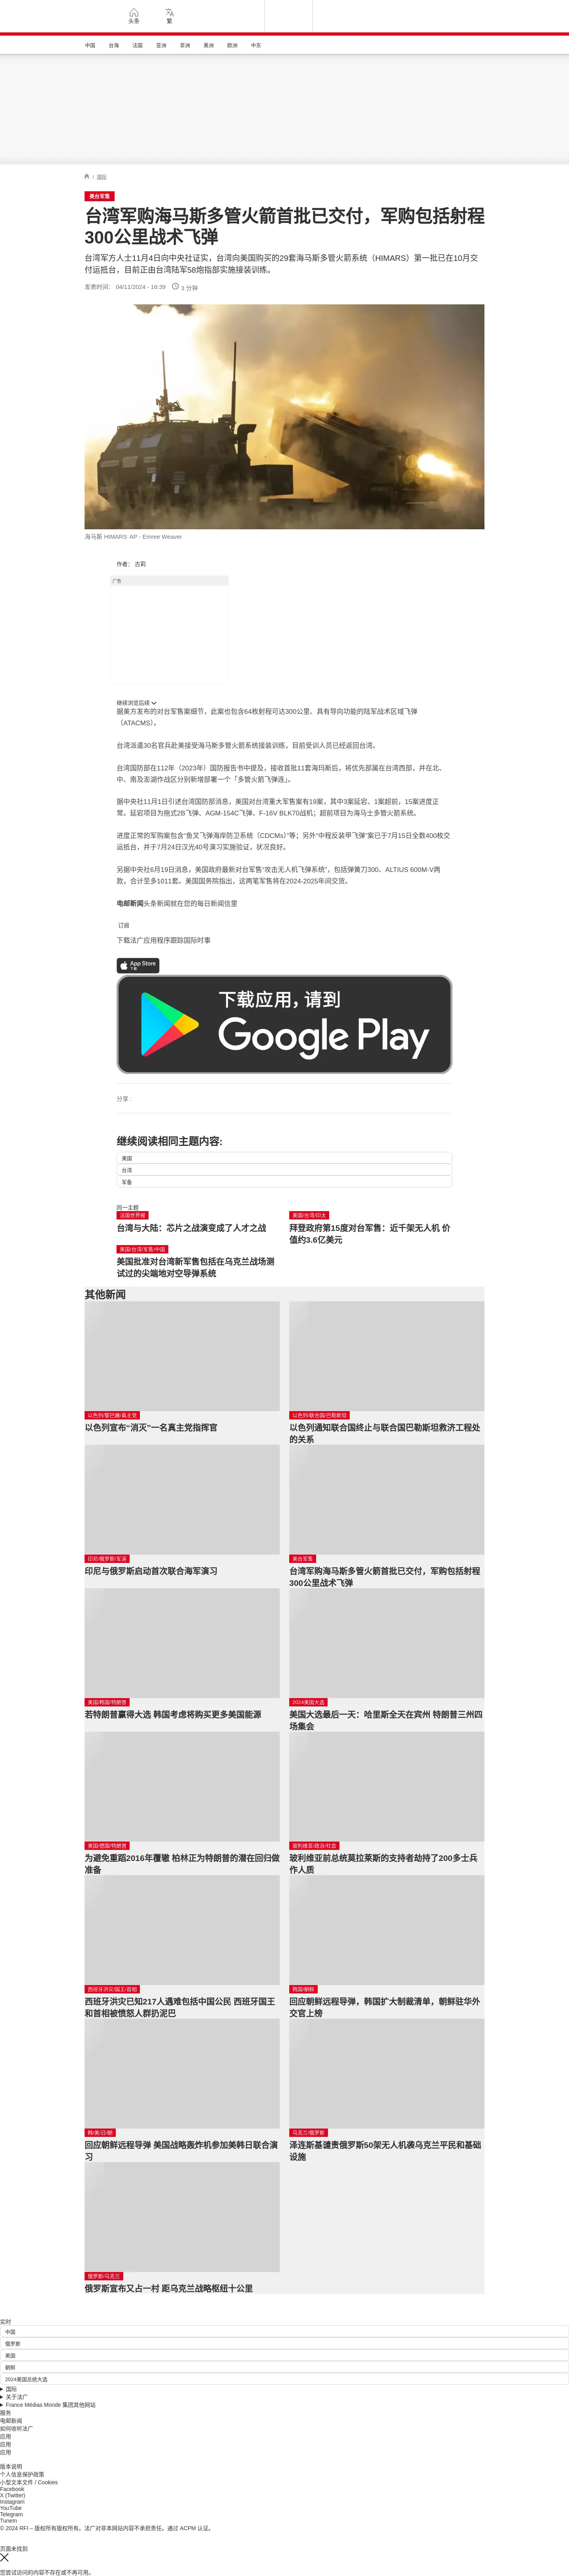 头条
繁
中国
台海
法国
亚洲
非洲
美洲
欧洲
中东
/ 国际
美台军售
台湾军购海马斯多管火箭首批已交付，军购包括射程
300公里战术飞弹
台湾军方人士11月4日向中央社证实，台湾向美国购买的29套海马斯多管火箭系统（HIMARS）第一批已在10月交
付运抵台，目前正由台湾陆军58炮指部实施接装训练。
发表时间： 04/11/2024 - 16:39
3 分钟
海马斯 HIMARS AP - Emree Weaver
作者： 古莉
广告
继续浏览后续
据美方发布的对台军售案细节，此案也包含64枚射程可达300公里、具有导向功能的陆军战术区域飞弹
（ATACMS）。
台湾派遣30名官兵赴美接受海马斯多管火箭系统接装训练，目前受训人员已经返回台湾。
台湾国防部在112年（2023年）国防报告书中提及，接收首批11套海玛斯后，将优先部属在台湾西部，并在北、
中、南及澎湖作战区分别新增部署一个「多管火箭飞弹连」。
据中央社11月1日引述台湾国防部消息，美国对台湾重大军售案有19案，其中3案延宕、1案超前，15案进度正
常。延宕项目为拖式2B飞弹、AGM-154C飞弹、F-16V BLK70战机；超前项目为海马士多管火箭系统。
进度正常的军购案包含“鱼叉飞弹海岸防卫系统（CDCMs)”等；另外“中程反装甲飞弹”案已于7月15日全数400枚交
运抵台，并于7月24日汉光40号演习实施验证，状况良好。
另据中央社6月19日消息，美国政府最新对台军售”攻击无人机飞弹系统”，包括弹簧刀300、ALTIUS 600M-V两
款，合计至多1011套。美国国务院指出，这两笔军售将在2024-2025年间交货。
电邮新闻头条新闻就在您的每日新闻信里
订阅
下载法广应用程序跟踪国际时事
App Store
下载
下载应用，请到
Google Play
分享 :
继续阅读相同主题内容:
美国
台湾
军备
同一主题
法国世界报
台湾与大陆：芯片之战演变成了人才之战
美国/台湾/印太
拜登政府第15度对台军售：近千架无人机 价
值约3.6亿美元
美国/台湾/军售/中国
美国批准对台湾新军售包括在乌克兰战场测
试过的尖端地对空导弹系统
其他新闻
以色列/黎巴嫩/真主党
以色列宣布“消灭”一名真主党指挥官
以色列/联合国/巴勒斯坦
以色列通知联合国终止与联合国巴勒斯坦救济工程处
的关系
印尼/俄罗斯/军演
印尼与俄罗斯启动首次联合海军演习
美台军售
台湾军购海马斯多管火箭首批已交付，军购包括射程
300公里战术飞弹
美国/韩国/特朗普
若特朗普赢得大选 韩国考虑将购买更多美国能源
2024美国大选
美国大选最后一天：哈里斯全天在宾州 特朗普三州四
场集会
美国/德国/特朗普
为避免重蹈2016年覆辙 柏林正为特朗普的潜在回归做
准备
玻利维亚/政治/社会
玻利维亚前总统莫拉莱斯的支持者劫持了200多士兵
作人质
西班牙洪灾/国王/首相
西班牙洪灾已知217人遇难包括中国公民 西班牙国王
和首相被愤怒人群扔泥巴
韩国/朝鲜
回应朝鲜远程导弹，韩国扩大制裁清单，朝鲜驻华外
交官上榜
韩/美/日/朝
回应朝鲜远程导弹 美国战略轰炸机参加美韩日联合演
习
乌克兰/俄罗斯
泽连斯基谴责俄罗斯50架无人机袭乌克兰平民和基础
设施
俄罗斯/乌克兰
俄罗斯宣布又占一村 距乌克兰战略枢纽十公里
实时
中国
俄罗斯
美国
朝鲜
2024美国总统大选
国际
关于法广
France Médias Monde 集团其他网站
服务
电邮新闻
如何收听法广
应用
应用
应用
版本说明
个人信息保护政策
小型文本文件 / Cookies
Facebook
X (Twitter)
Instagram
YouTube
Telegram
TuneIn
© 2024 RFI – 版权所有版权所有。法广对非本网站内容不承担责任。通过 ACPM 认证。
页面未找到
您尝试访问的内容不存在或不再可用。